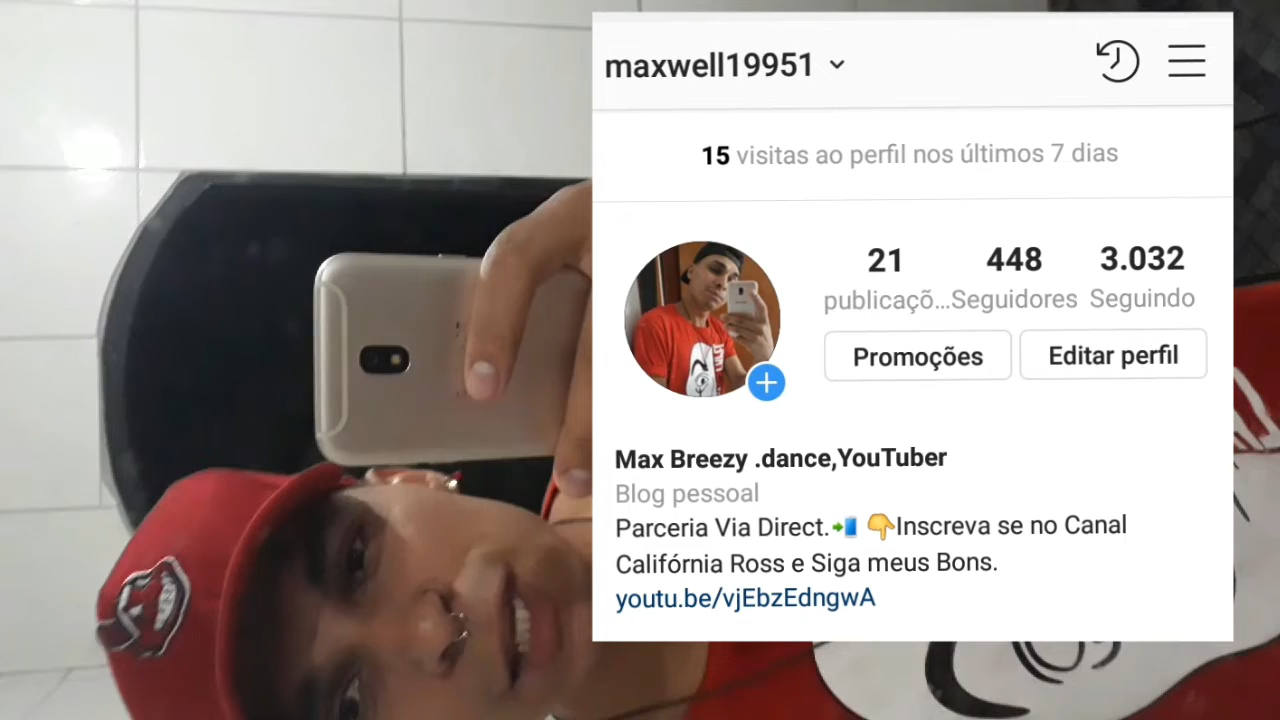 maxwell19951
15 visitas ao perfil nos últimos 7 dias
21 448 3.032
publicaçõ... Seguidores Seguindo
Promoções Editar perfil
Max Breezy .dance,YouTuber
Blog pessoal
Parceria Via Direct.📲 👇Inscreva se no Canal
Califórnia Ross e Siga meus Bons.
youtu.be/vjEbzEdngwA